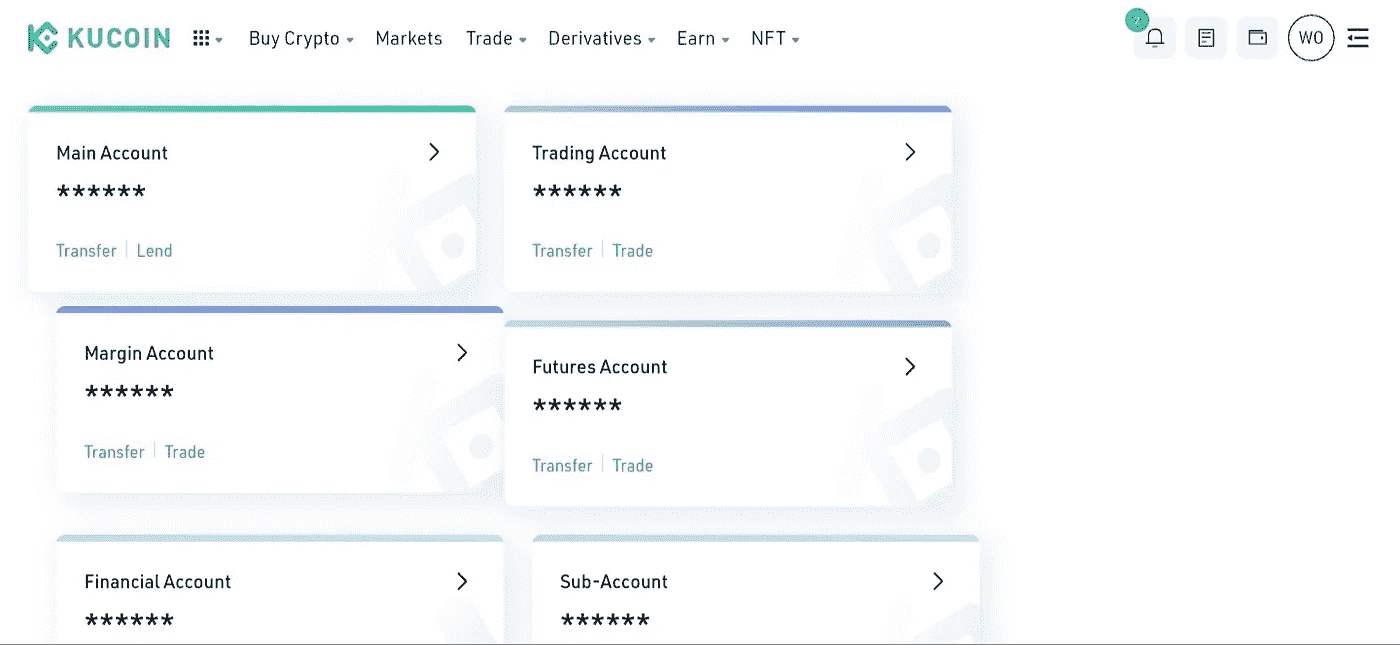 KUCOIN Buy Crypto Markets Trade Derivatives Earn NFT WO
Main Account
******
Transfer Lend
Trading Account
******
Transfer Trade
Margin Account
******
Transfer Trade
Futures Account
******
Transfer Trade
Financial Account
******
Sub-Account
******